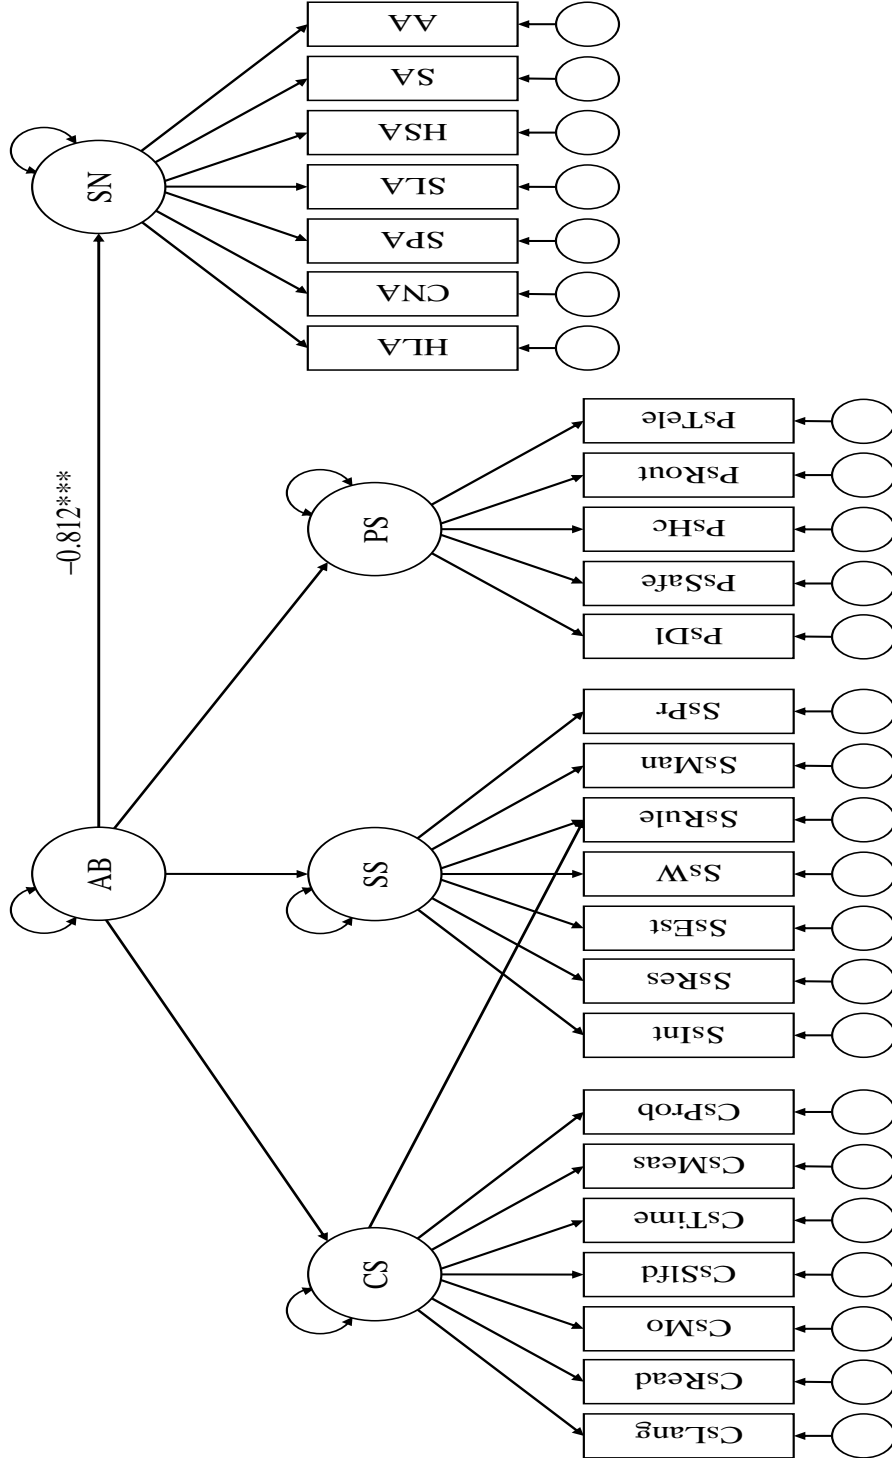 AA
SA
HSA
SLA
SPA
CNA
HLA
SN
−0.812***
PsTele
PsRout
PsHc
PsSafe
PsDl
PS
AB
SsPr
SsMan
SsRule
SsW
SsEst
SsRes
SsInt
SS
CsProb
CsMeas
CsTime
CsSlfd
CsMo
CsRead
CsLang
CS